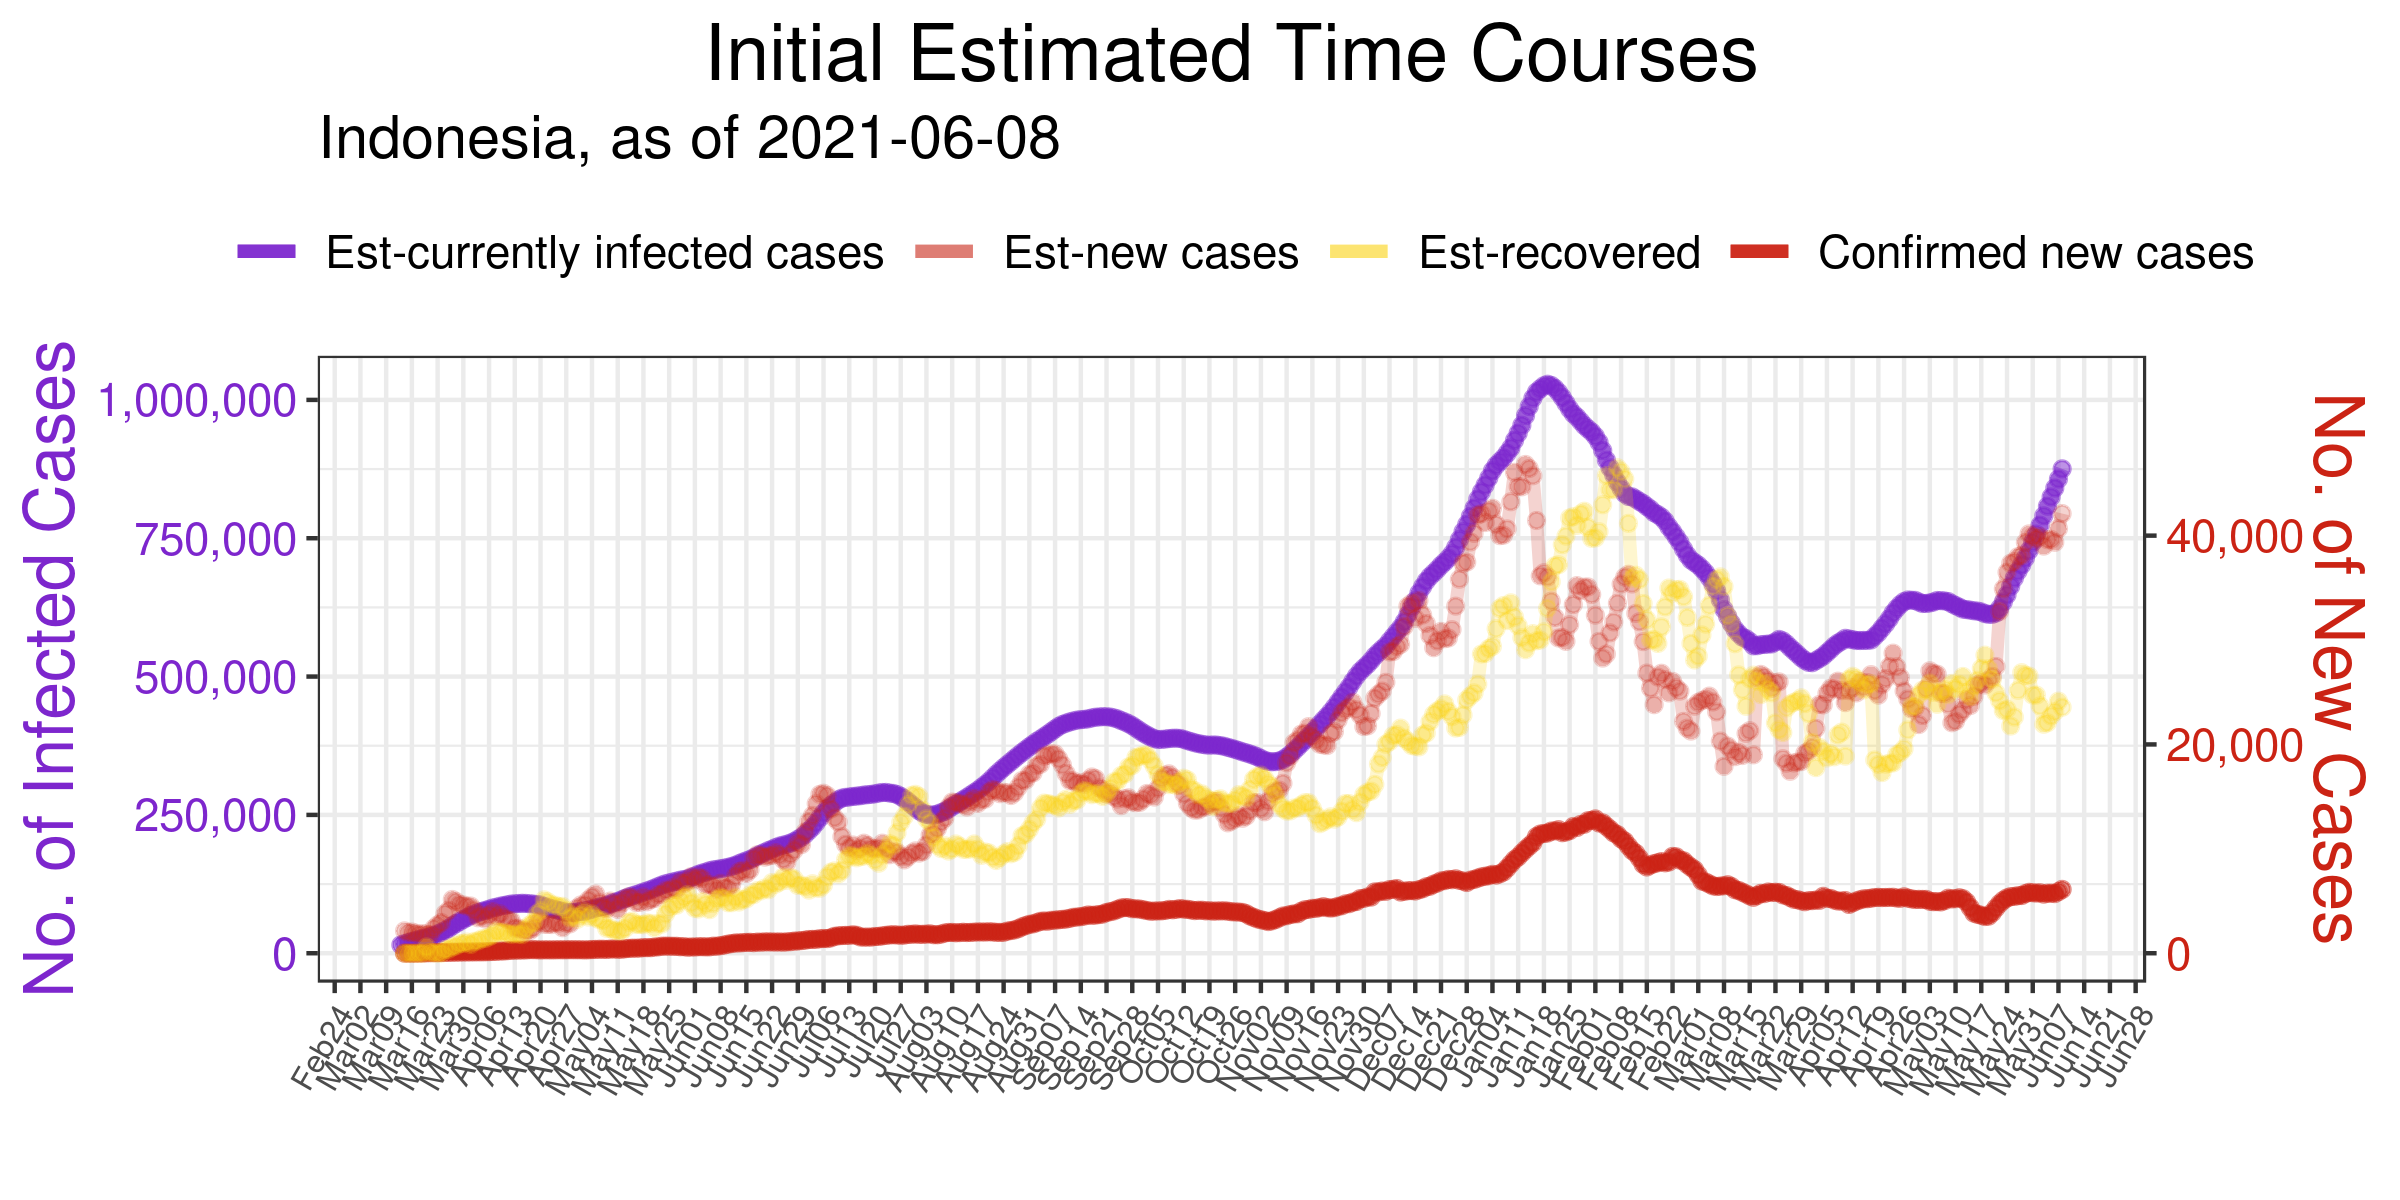 Initial Estimated Time Courses
Indonesia, as of 2021-06-08
Est-currently infected cases Est-new cases Est-recovered Confirmed new cases
No. of Infected Cases
1,000,000
750,000
500,000
250,000
0
No. of New Cases
40,000
20,000
0
Feb24 Mar02 Mar09 Mar16 Mar23 Mar30 Apr06 Apr13 Apr20 Apr27 May04 May11 May18 May25 Jun01 Jun08 Jun15 Jun22 Jun29 Jul06 Jul13 Jul20 Jul27 Aug03 Aug10 Aug17 Aug24 Aug31 Sep07 Sep14 Sep21 Sep28 Oct05 Oct12 Oct19 Oct26 Nov02 Nov09 Nov16 Nov23 Nov30 Dec07 Dec14 Dec21 Dec28 Jan04 Jan11 Jan18 Jan25 Feb01 Feb08 Feb15 Feb22 Mar01 Mar08 Mar15 Mar22 Mar29 Apr05 Apr12 Apr19 Apr26 May03 May10 May17 May24 May31 Jun07 Jun14 Jun21 Jun28